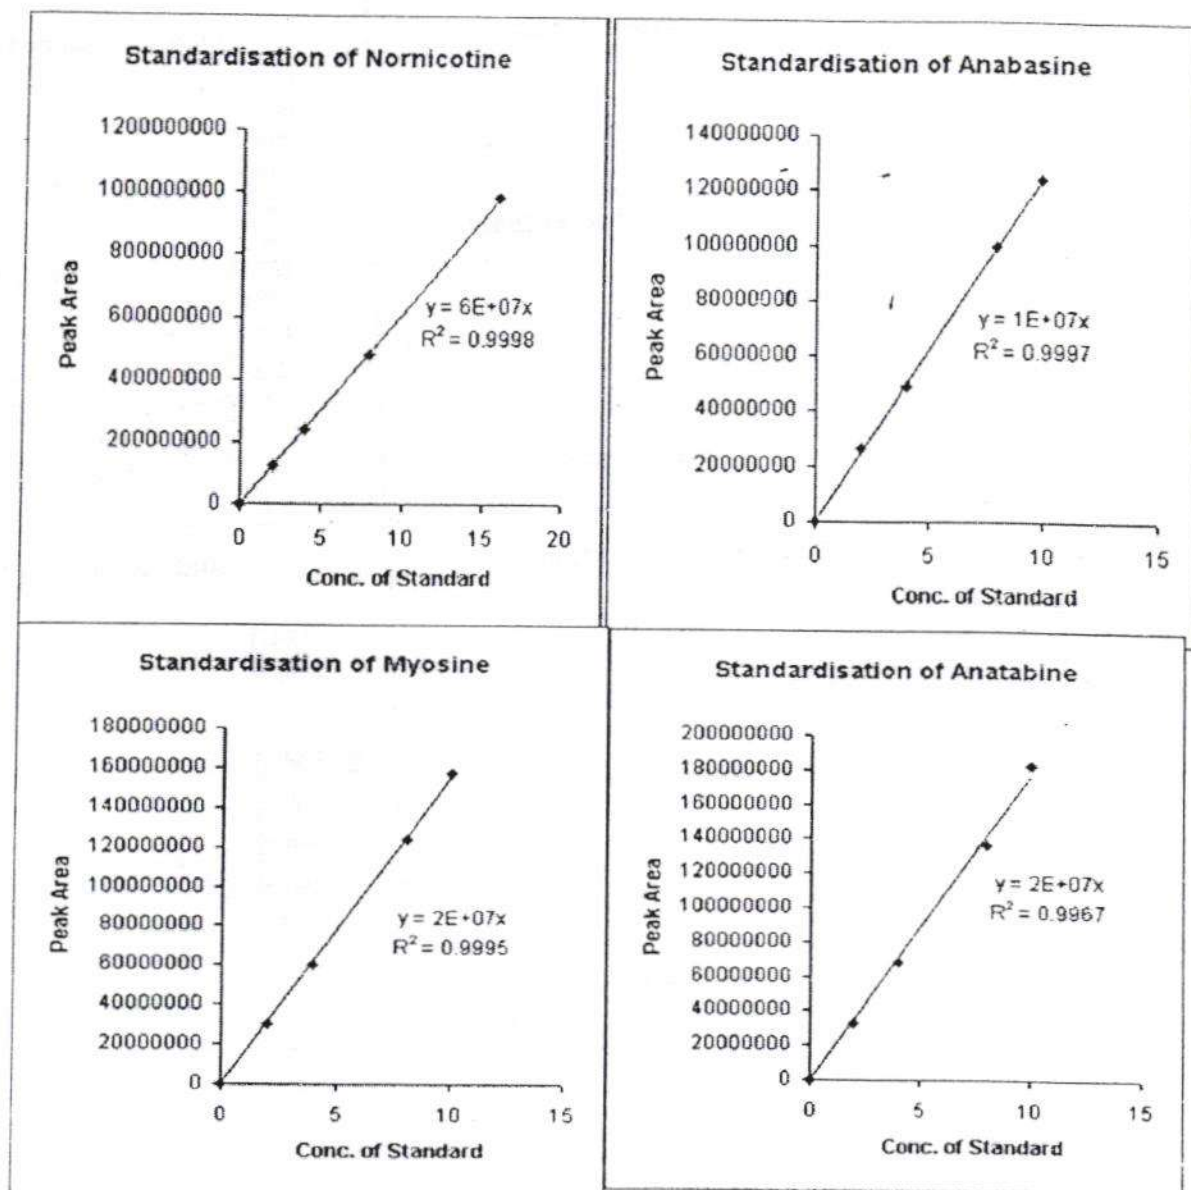 Standardisation of Nornicotine
1200000000
1000000000
800000000
600000000
400000000
200000000
0
Peak Area
y = 6E+07x
R² = 0.9998
0 5 10 15 20
Conc. of Standard
Standardisation of Anabasine
140000000
120000000
100000000
80000000
60000000
40000000
20000000
0
Peak Area
y = 1E+07x
R² = 0.9997
0 5 10 15
Conc. of Standard
Standardisation of Myosine
180000000
160000000
140000000
120000000
100000000
80000000
60000000
40000000
20000000
0
Peak Area
y = 2E+07x
R² = 0.9995
0 5 10 15
Conc. of Standard
Standardisation of Anatabine
200000000
180000000
160000000
140000000
120000000
100000000
80000000
60000000
40000000
20000000
0
Peak Area
y = 2E+07x
R² = 0.9967
0 5 10 15
Conc. of Standard